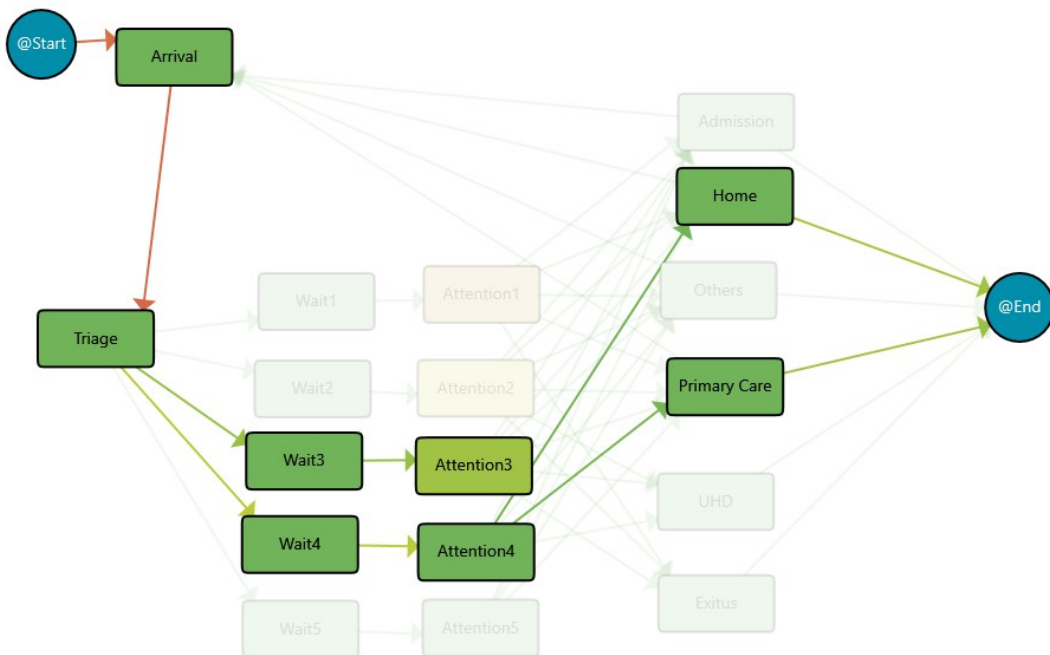 @Start
Arrival
Admission
Home
Wait1
Attention1
Others
@End
Triage
Wait2
Attention2
Primary Care
Wait3
Attention3
UHD
Wait4
Attention4
Exitus
Wait5
Attention5